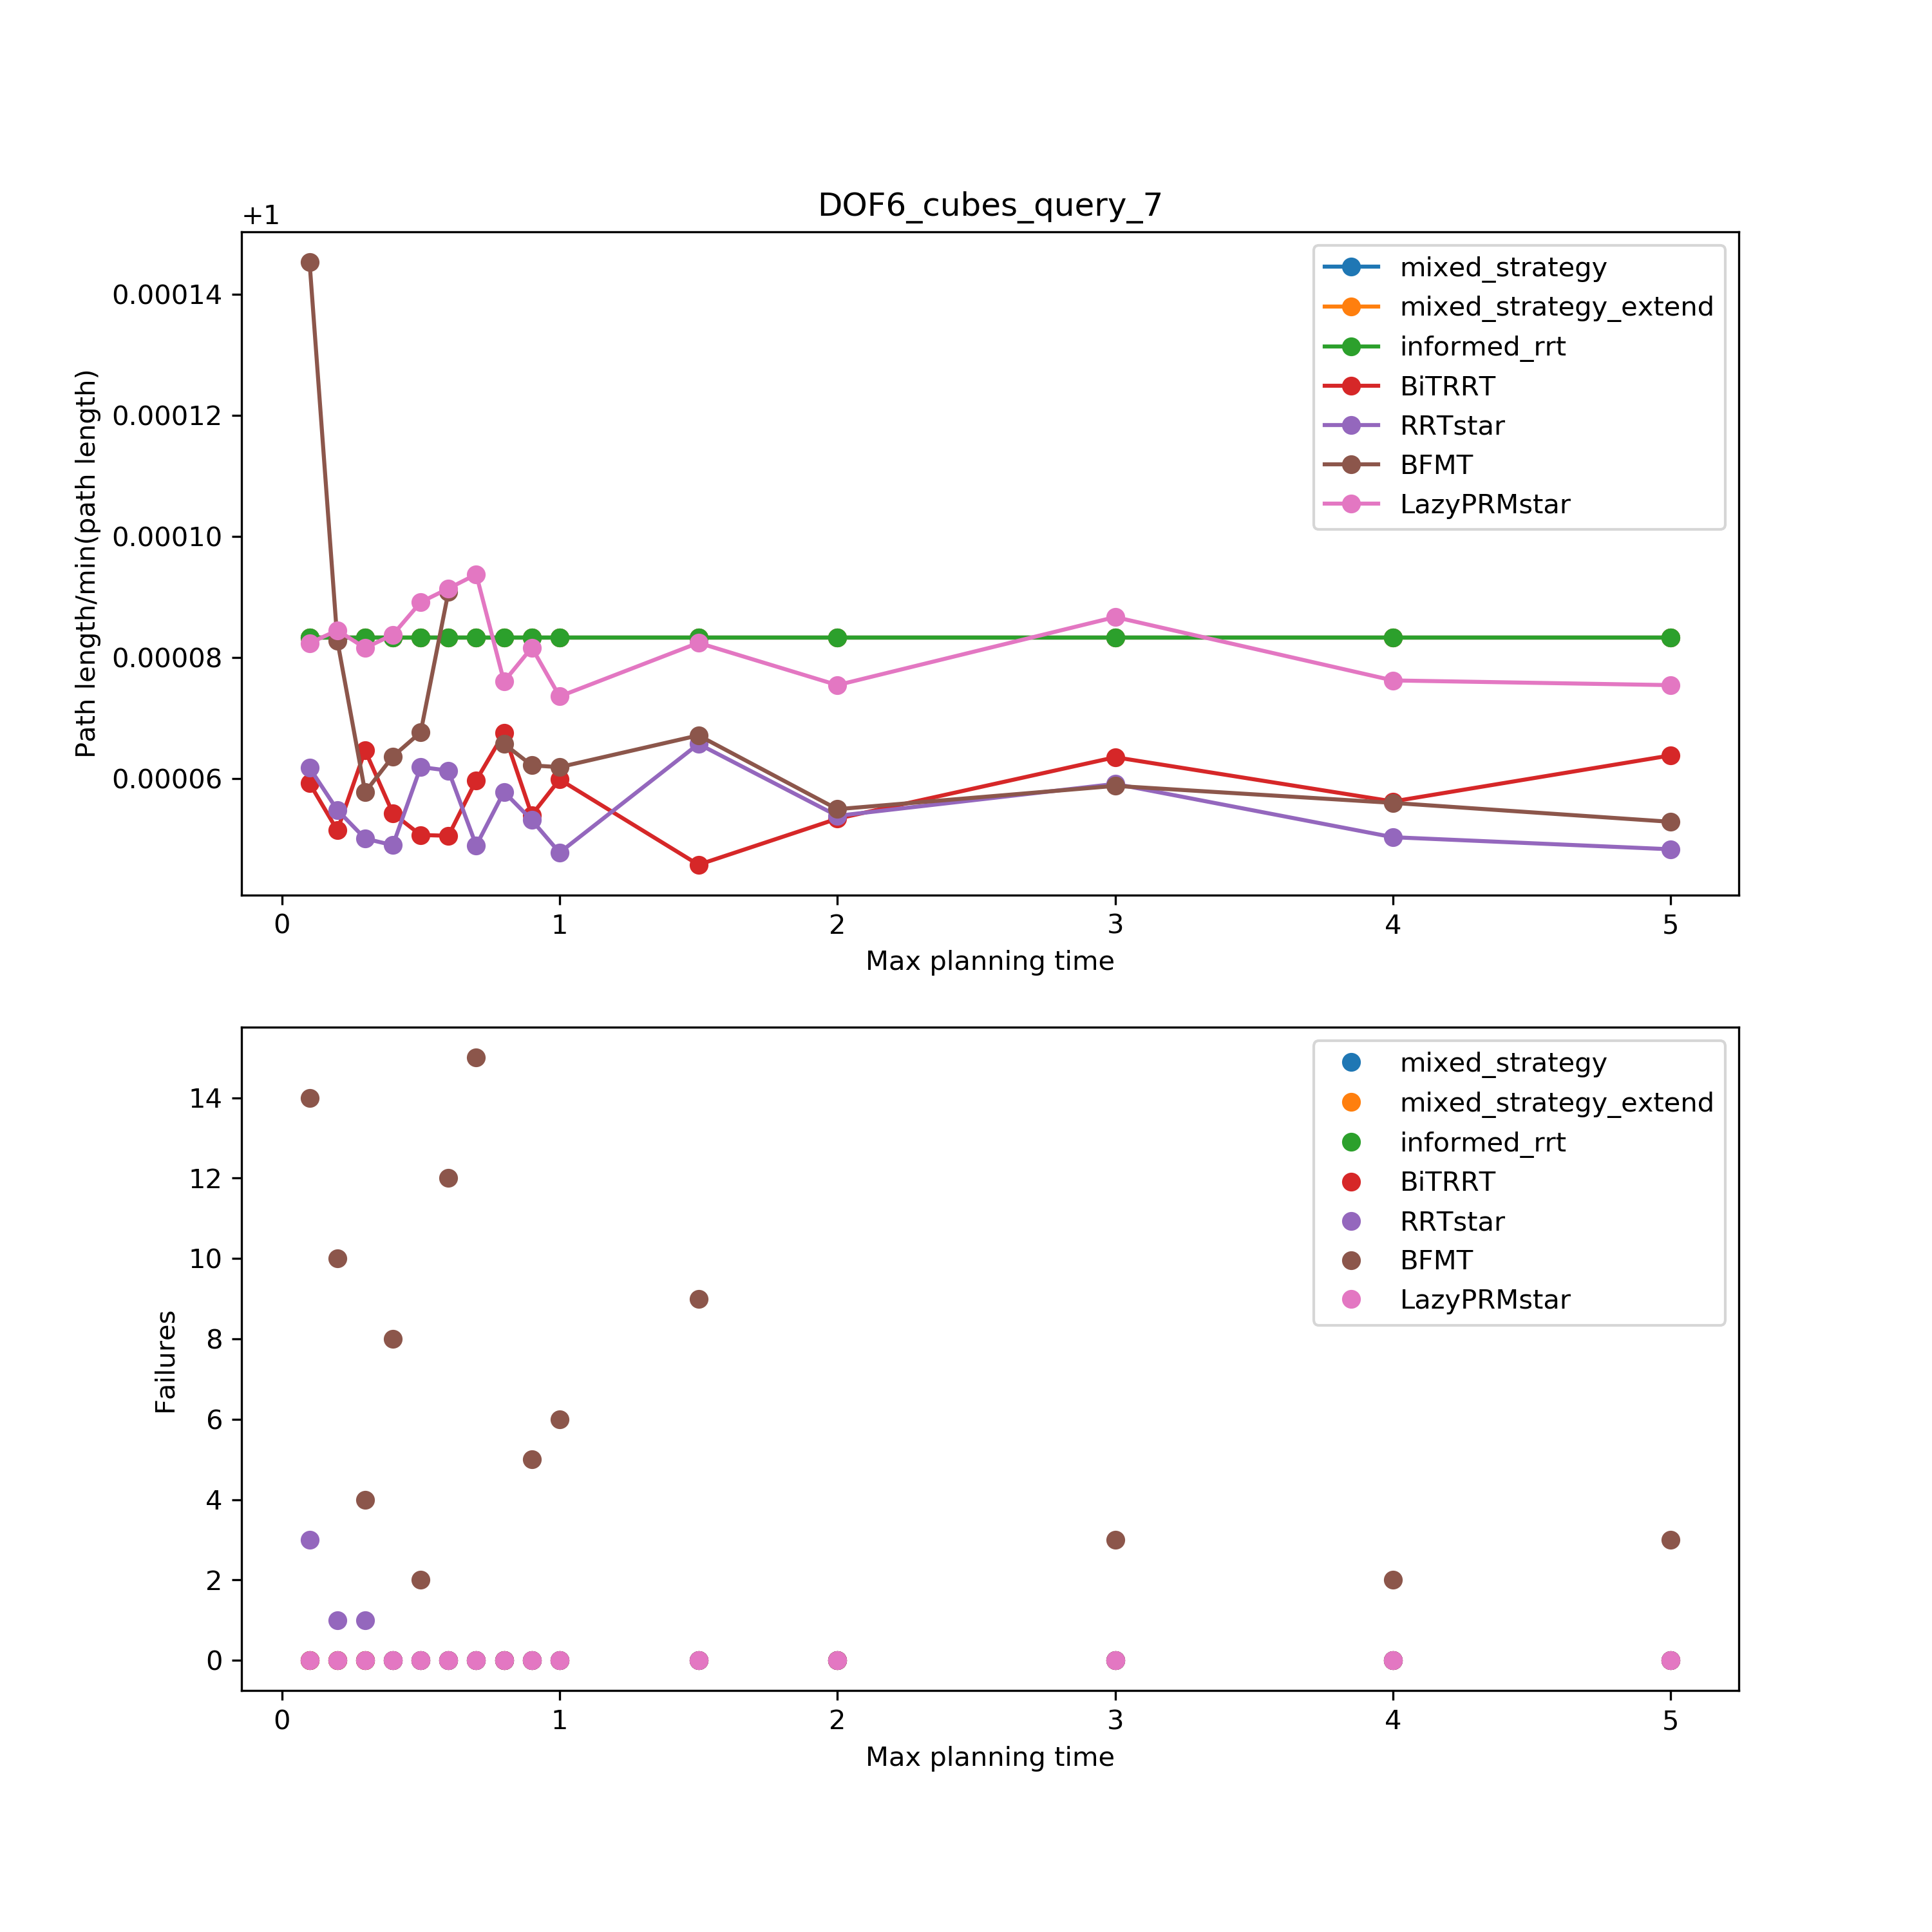 DOF6_cubes_query_7
+1
0.00014
0.00012
0.00010
0.00008
0.00006
Path length/min(path length)
0 1 2 3 4 5
Max planning time
mixed_strategy
mixed_strategy_extend
informed_rrt
BiTRRT
RRTstar
BFMT
LazyPRMstar
14
12
10
8
6
4
2
0
Failures
0 1 2 3 4 5
Max planning time
mixed_strategy
mixed_strategy_extend
informed_rrt
BiTRRT
RRTstar
BFMT
LazyPRMstar